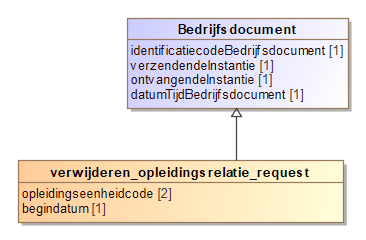 Bedrijfsdocument
identificatiecodeBedrijfsdocument [1]
verzendendeInstantie [1]
ontvangendeInstantie [1]
datumTijdBedrijfsdocument [1]
verwijderen_opleidingsrelatie_request
opleidingseenheidcode [2]
begindatum [1]